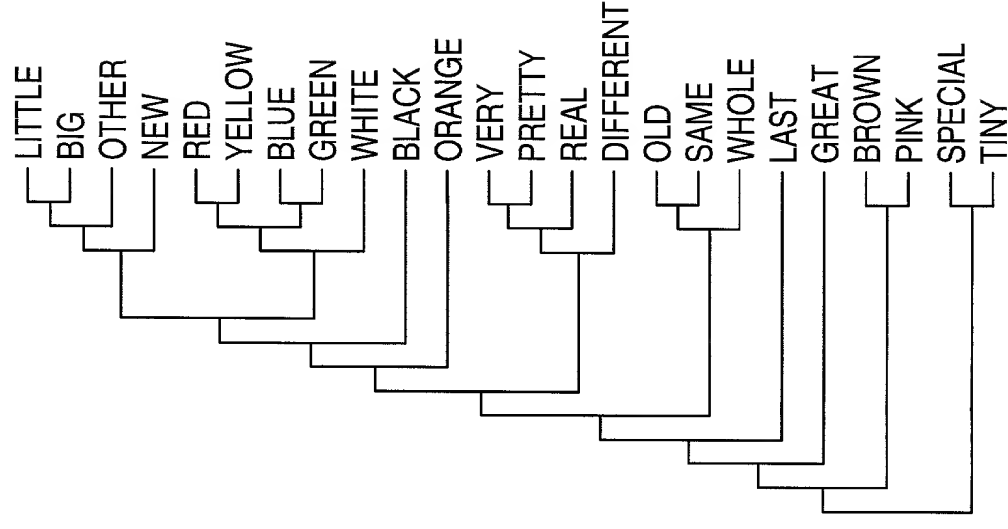 LITTLE
BIG
OTHER
NEW
RED
YELLOW
BLUE
GREEN
WHITE
BLACK
ORANGE
VERY
PRETTY
REAL
DIFFERENT
OLD
SAME
WHOLE
LAST
GREAT
BROWN
PINK
SPECIAL
TINY